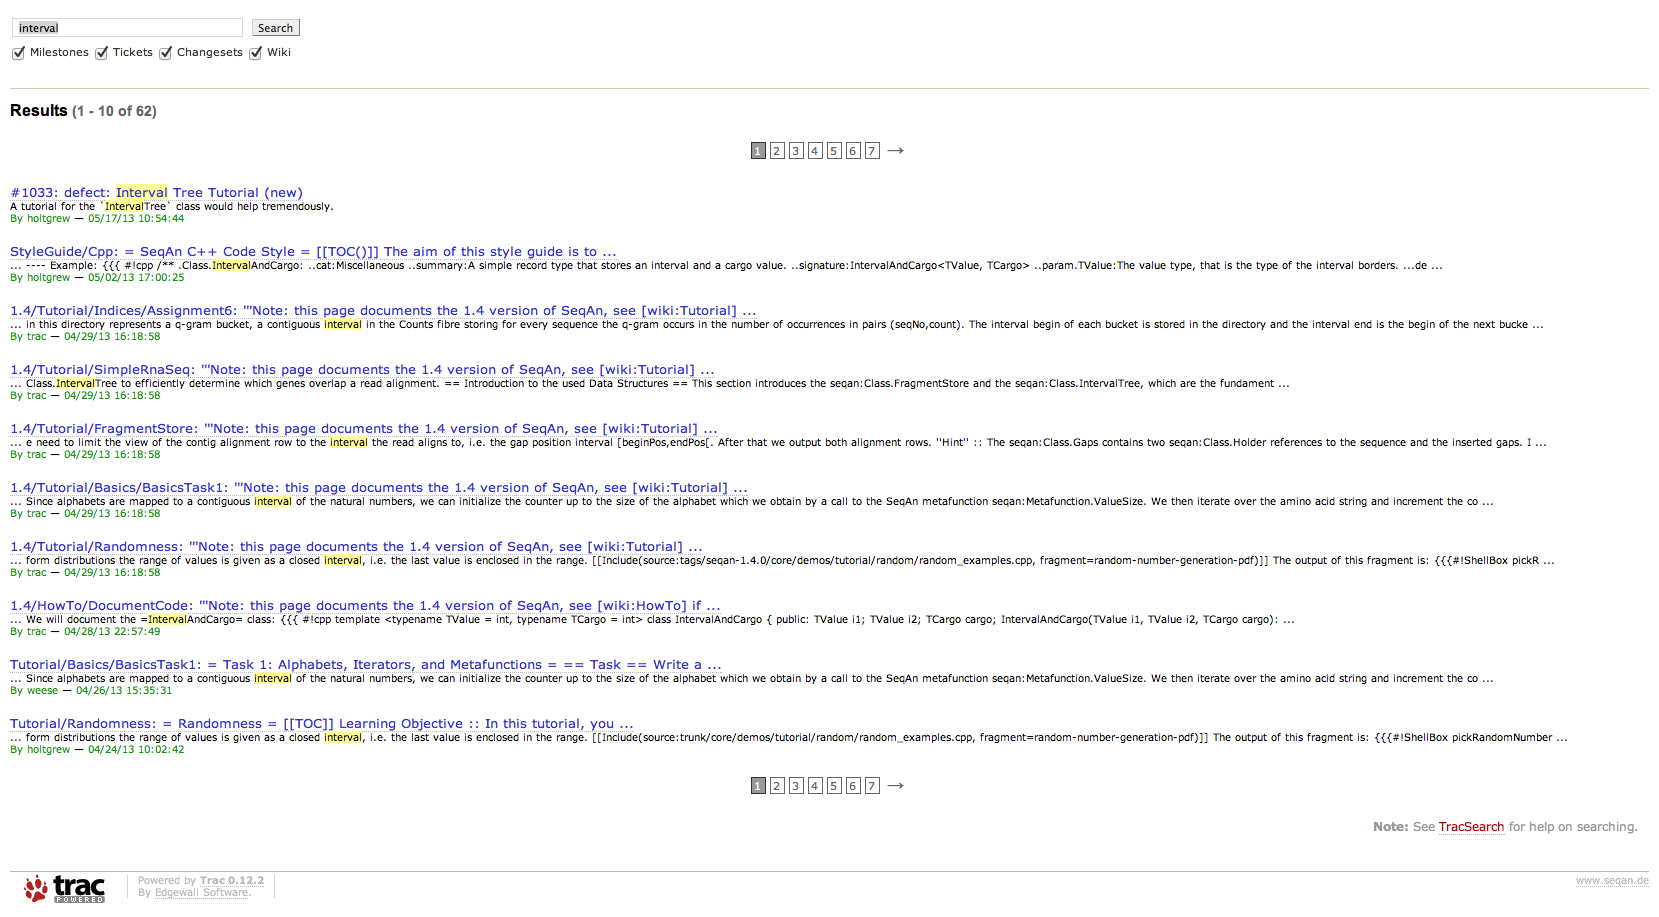 interval Search
Milestones Tickets Changesets Wiki
Results (1 - 10 of 62)
1 2 3 4 5 6 7 →
#1033: defect: Interval Tree Tutorial (new)
A tutorial for the `IntervalTree` class would help tremendously.
By holtgrew — 05/17/13 10:54:44
StyleGuide/Cpp: = SeqAn C++ Code Style = [[TOC()]] The aim of this style guide is to ...
... ---- Example: {{{ #!cpp /** .Class.IntervalAndCargo: ..cat:Miscellaneous ..summary:A simple record type that stores an interval and a cargo value. ..signature:IntervalAndCargo<TValue, TCargo> ..param.TValue:The value type, that is the type of the interval borders. ...de ...
By holtgrew — 05/02/13 17:00:25
1.4/Tutorial/Indices/Assignment6: '''Note: this page documents the 1.4 version of SeqAn, see [wiki:Tutorial] ...
... in this directory represents a q-gram bucket, a contiguous interval in the Counts fibre storing for every sequence the q-gram occurs in the number of occurrences in pairs (seqNo,count). The interval begin of each bucket is stored in the directory and the interval end is the begin of the next bucke ...
By trac — 04/29/13 16:18:58
1.4/Tutorial/SimpleRnaSeq: '''Note: this page documents the 1.4 version of SeqAn, see [wiki:Tutorial] ...
... Class.IntervalTree to efficiently determine which genes overlap a read alignment. == Introduction to the used Data Structures == This section introduces the seqan:Class.FragmentStore and the seqan:Class.IntervalTree, which are the fundament ...
By trac — 04/29/13 16:18:58
1.4/Tutorial/FragmentStore: '''Note: this page documents the 1.4 version of SeqAn, see [wiki:Tutorial] ...
... e need to limit the view of the contig alignment row to the interval the read aligns to, i.e. the gap position interval [beginPos,endPos[. After that we output both alignment rows. ''Hint'' :: The seqan:Class.Gaps contains two seqan:Class.Holder references to the sequence and the inserted gaps. I ...
By trac — 04/29/13 16:18:58
1.4/Tutorial/Basics/BasicsTask1: '''Note: this page documents the 1.4 version of SeqAn, see [wiki:Tutorial] ...
... Since alphabets are mapped to a contiguous interval of the natural numbers, we can initialize the counter up to the size of the alphabet which we obtain by a call to the SeqAn metafunction seqan:Metafunction.ValueSize. We then iterate over the amino acid string and increment the co ...
By trac — 04/29/13 16:18:58
1.4/Tutorial/Randomness: '''Note: this page documents the 1.4 version of SeqAn, see [wiki:Tutorial] ...
... form distributions the range of values is given as a closed interval, i.e. the last value is enclosed in the range. [[Include(source:tags/seqan-1.4.0/core/demos/tutorial/random/random_examples.cpp, fragment=random-number-generation-pdf)]] The output of this fragment is: {{{#!ShellBox pickR ...
By trac — 04/29/13 16:18:58
1.4/HowTo/DocumentCode: '''Note: this page documents the 1.4 version of SeqAn, see [wiki:HowTo] if ...
... We will document the =IntervalAndCargo= class: {{{ #!cpp template <typename TValue = int, typename TCargo = int> class IntervalAndCargo { public: TValue i1; TValue i2; TCargo cargo; IntervalAndCargo(TValue i1, TValue i2, TCargo cargo): ...
By trac — 04/28/13 22:57:49
Tutorial/Basics/BasicsTask1: = Task 1: Alphabets, Iterators, and Metafunctions = == Task == Write a ...
... Since alphabets are mapped to a contiguous interval of the natural numbers, we can initialize the counter up to the size of the alphabet which we obtain by a call to the SeqAn metafunction seqan:Metafunction.ValueSize. We then iterate over the amino acid string and increment the co ...
By weese — 04/26/13 15:35:31
Tutorial/Randomness: = Randomness = [[TOC]] Learning Objective :: In this tutorial, you ...
... form distributions the range of values is given as a closed interval, i.e. the last value is enclosed in the range. [[Include(source:trunk/core/demos/tutorial/random/random_examples.cpp, fragment=random-number-generation-pdf)]] The output of this fragment is: {{{#!ShellBox pickRandomNumber ...
By holtgrew — 04/24/13 10:02:42
1 2 3 4 5 6 7 →
Note: See TracSearch for help on searching.
trac POWERED
Powered by Trac 0.12.2
By Edgewall Software.
www.seqan.de